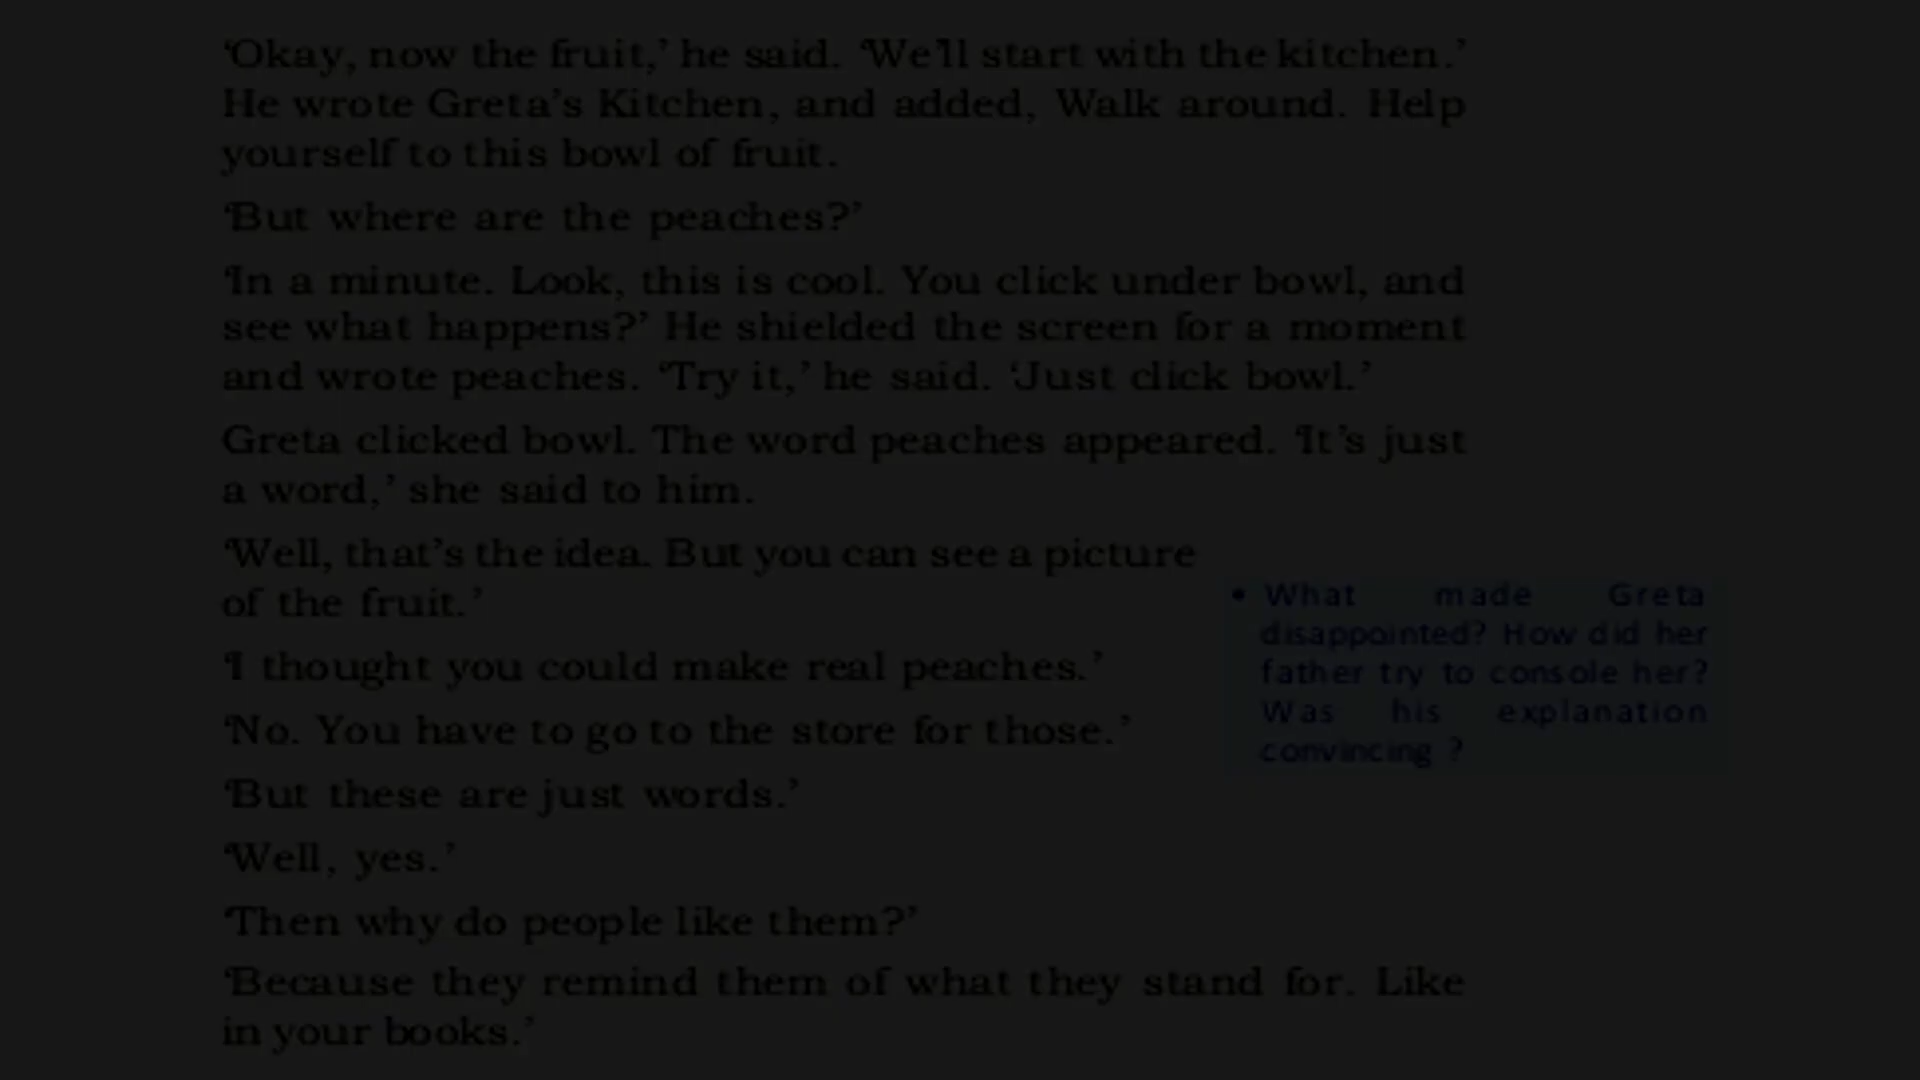 ‘Okay, now the fruit,’ he said. ‘We’ll start with the kitchen.’
He wrote Greta’s Kitchen, and added, Walk around. Help
yourself to this bowl of fruit.
‘But where are the peaches?’
‘In a minute. Look, this is cool. You click under bowl, and
see what happens?’ He shielded the screen for a moment
and wrote peaches. ‘Try it,’ he said. ‘Just click bowl.’
Greta clicked bowl. The word peaches appeared. ‘It’s just
a word,’ she said to him.
‘Well, that’s the idea. But you can see a picture
of the fruit.’
‘I thought you could make real peaches.’
‘No. You have to go to the store for those.’
‘But these are just words.’
‘Well, yes.’
‘Then why do people like them?’
‘Because they remind them of what they stand for. Like
in your books.’
• What made Greta
disappointed? How did her
father try to console her?
Was his explanation
convincing ?